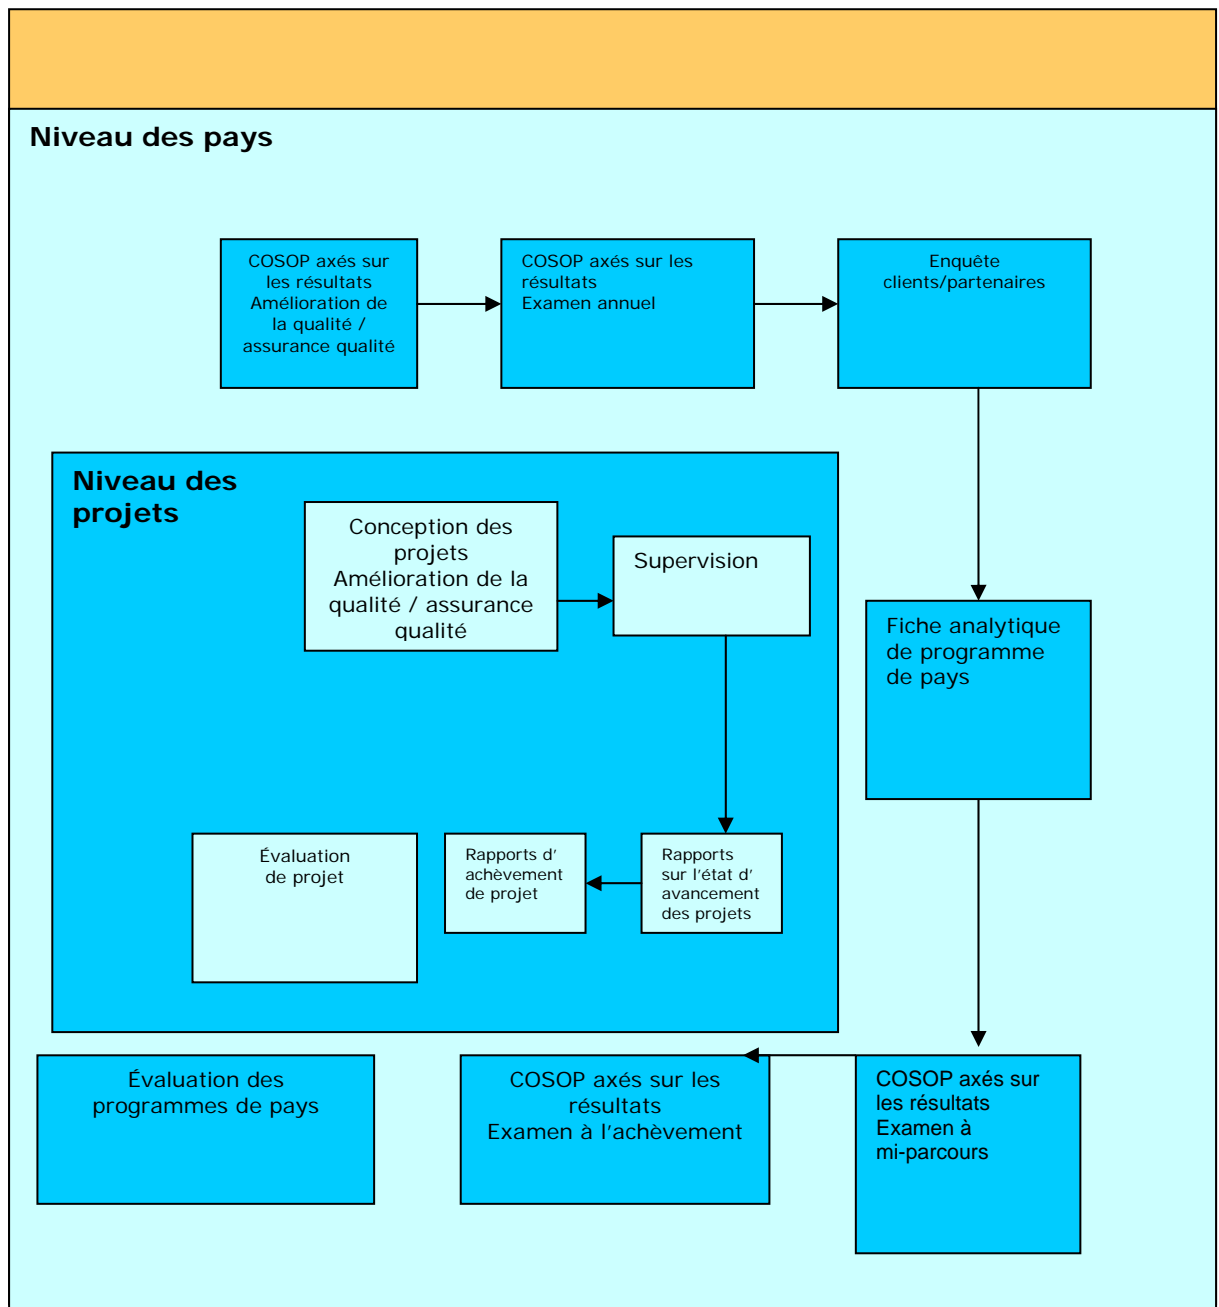 Niveau des pays
COSOP axés sur
les résultats
Amélioration de
la qualité /
assurance qualité
COSOP axés sur les
résultats
Examen annuel
Enquête
clients/partenaires
Niveau des
projets
Conception des
projets
Amélioration de la
qualité / assurance
qualité
Supervision
Fiche analytique
de programme
de pays
Évaluation
de projet
Rapports d'
achèvement
de projet
Rapports
sur l'état d'
avancement
des projets
Évaluation des
programmes de pays
COSOP axés sur les
résultats
Examen à l'achèvement
COSOP axés sur
les résultats
Examen à
mi-parcours